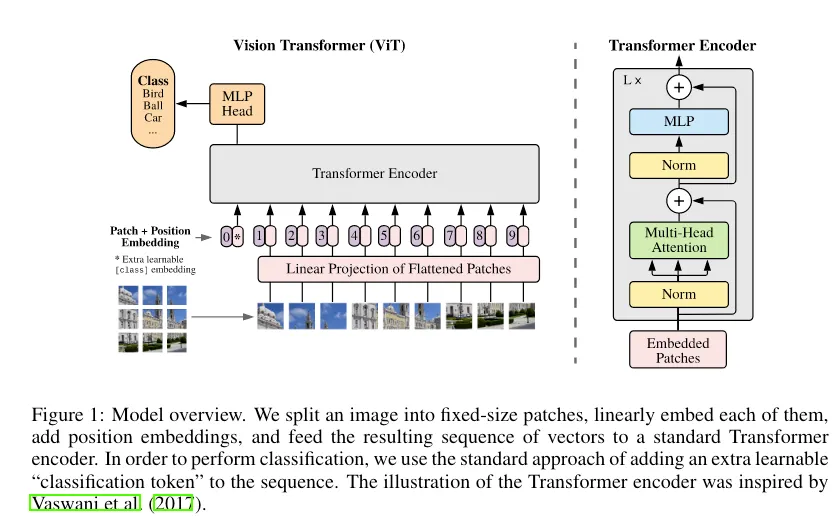 Vision Transformer (ViT)
Class
Bird
Ball
Car
...
MLP
Head
Transformer Encoder
Patch + Position
Embedding
0 * 1 2 3 4 5 6 7 8 9
* Extra learnable
[class] embedding
Linear Projection of Flattened Patches
Transformer Encoder
L x
+
MLP
Norm
+
Multi-Head
Attention
Norm
Embedded
Patches
Figure 1: Model overview. We split an image into fixed-size patches, linearly embed each of them,
add position embeddings, and feed the resulting sequence of vectors to a standard Transformer
encoder. In order to perform classification, we use the standard approach of adding an extra learnable
“classification token” to the sequence. The illustration of the Transformer encoder was inspired by
Vaswani et al. (2017).